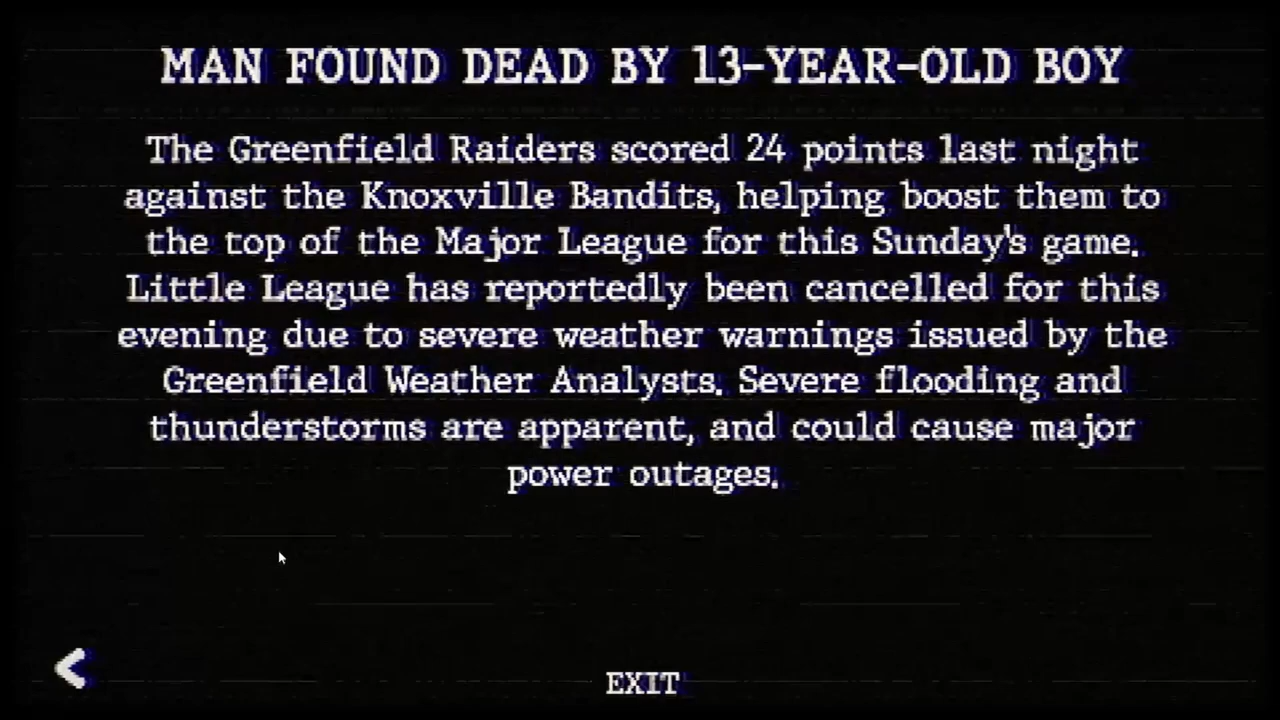 MAN FOUND DEAD BY 13-YEAR-OLD BOY
The Greenfield Raiders scored 24 points last night
against the Knoxville Bandits, helping boost them to
the top of the Major League for this Sunday's game.
Little League has reportedly been cancelled for this
evening due to severe weather warnings issued by the
Greenfield Weather Analysts. Severe flooding and
thunderstorms are apparent, and could cause major
power outages.
<
EXIT